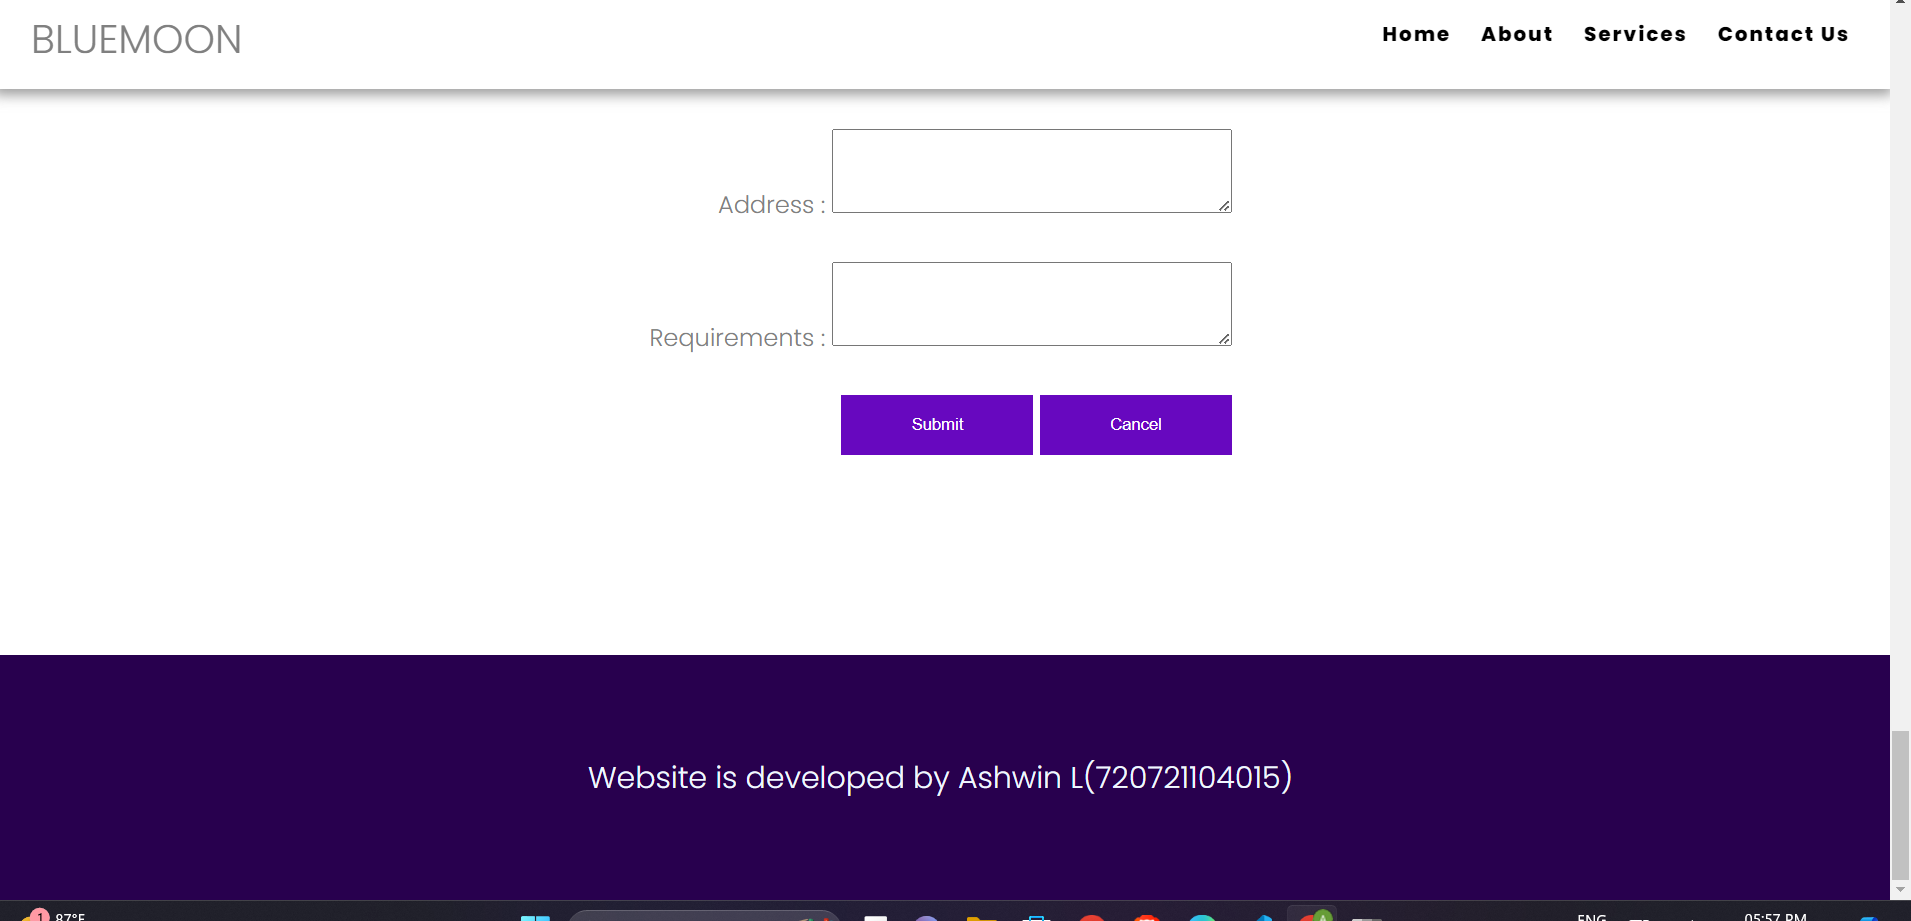 BLUEMOON
Home About Services Contact Us
Address :
Requirements :
Submit Cancel
Website is developed by Ashwin L(720721104015)
1 87°F
ENG 05:57 PM